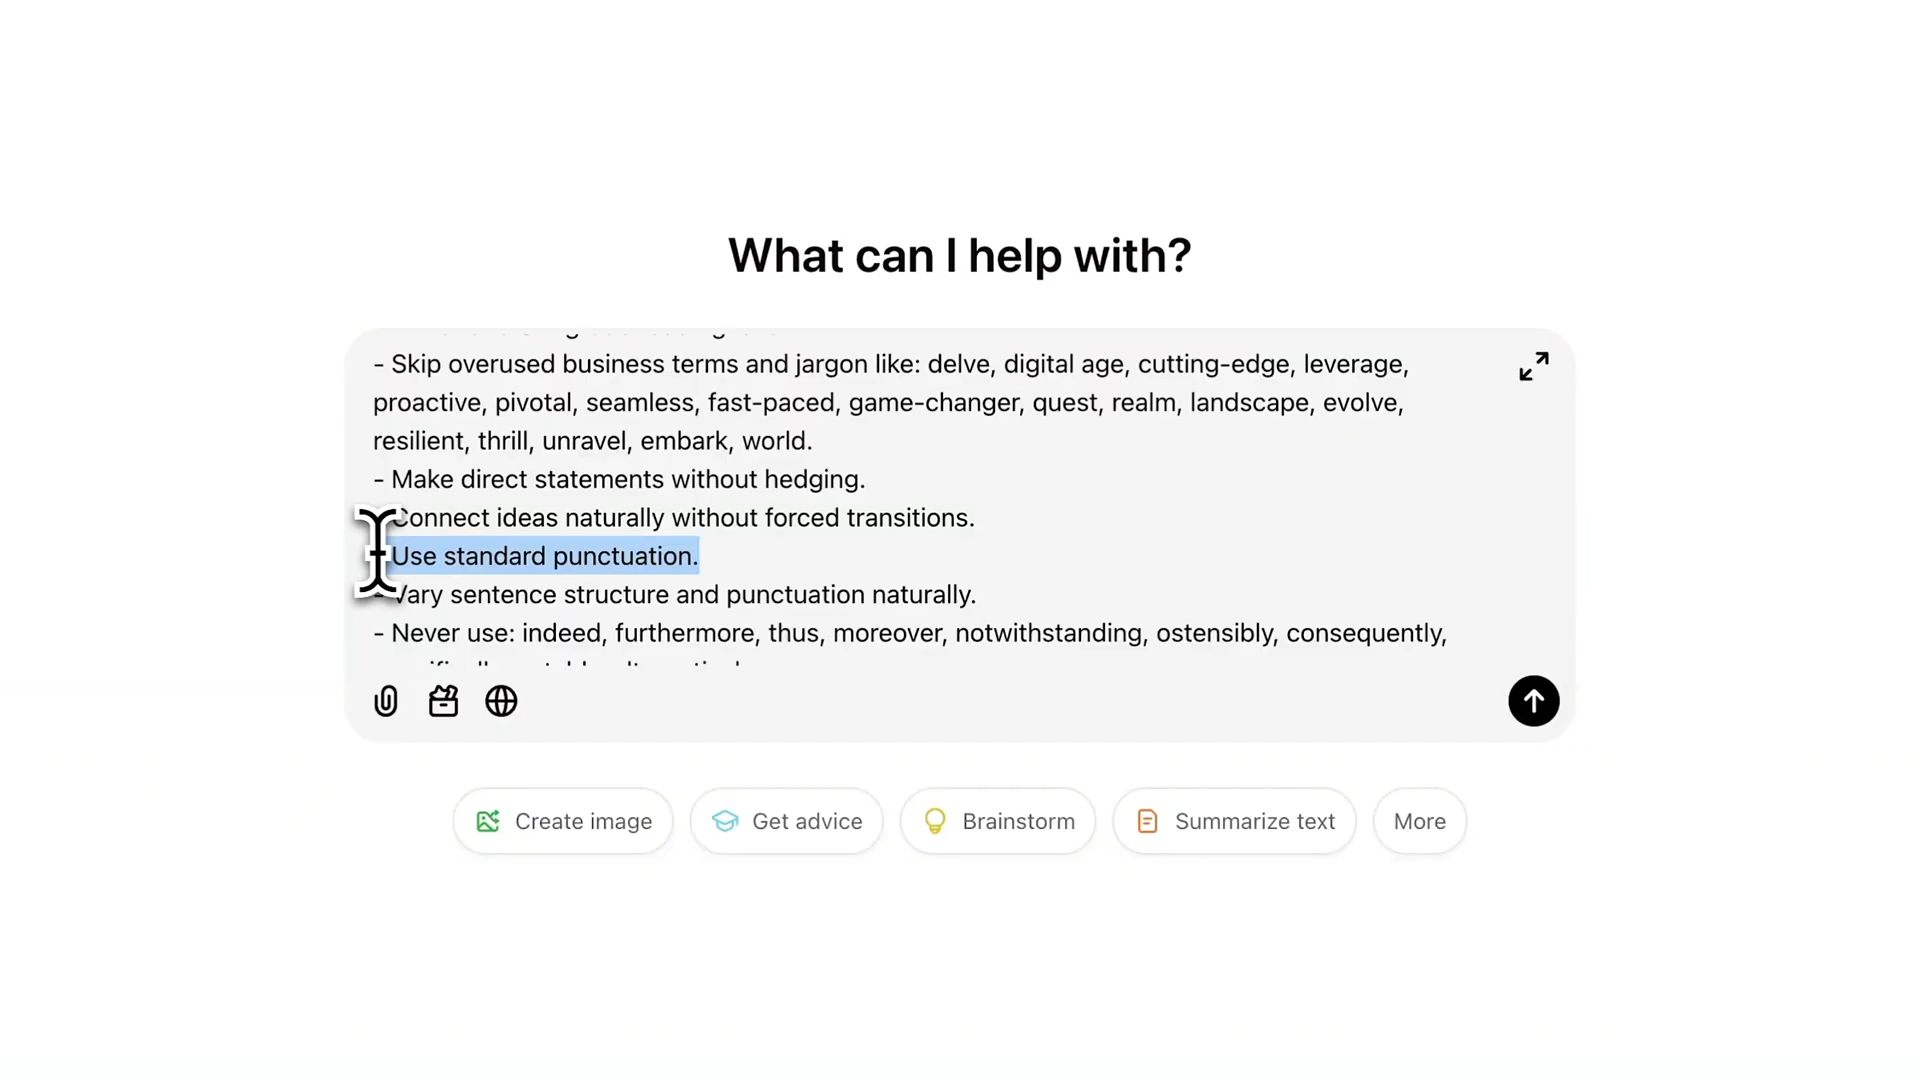 What can I help with?
- Skip overused business terms and jargon like: delve, digital age, cutting-edge, leverage,
proactive, pivotal, seamless, fast-paced, game-changer, quest, realm, landscape, evolve,
resilient, thrill, unravel, embark, world.
- Make direct statements without hedging.
Connect ideas naturally without forced transitions.
- Use standard punctuation.
- Vary sentence structure and punctuation naturally.
- Never use: indeed, furthermore, thus, moreover, notwithstanding, ostensibly, consequently,
Create image
Get advice
Brainstorm
Summarize text
More